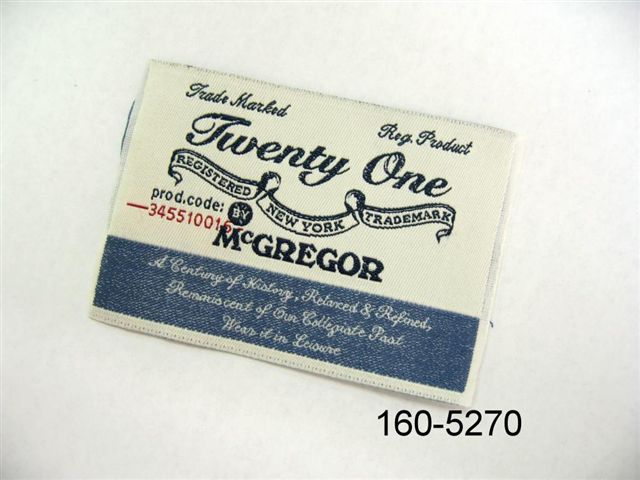 Trade Marked
Reg. Product
Twenty One
REGISTERED NEW YORK TRADEMARK
prod.code: BY
McGREGOR
A Century of History, Relaxed & Refined,
Reminiscent of Our Collegiate Past
Wear it in Leisure
160-5270